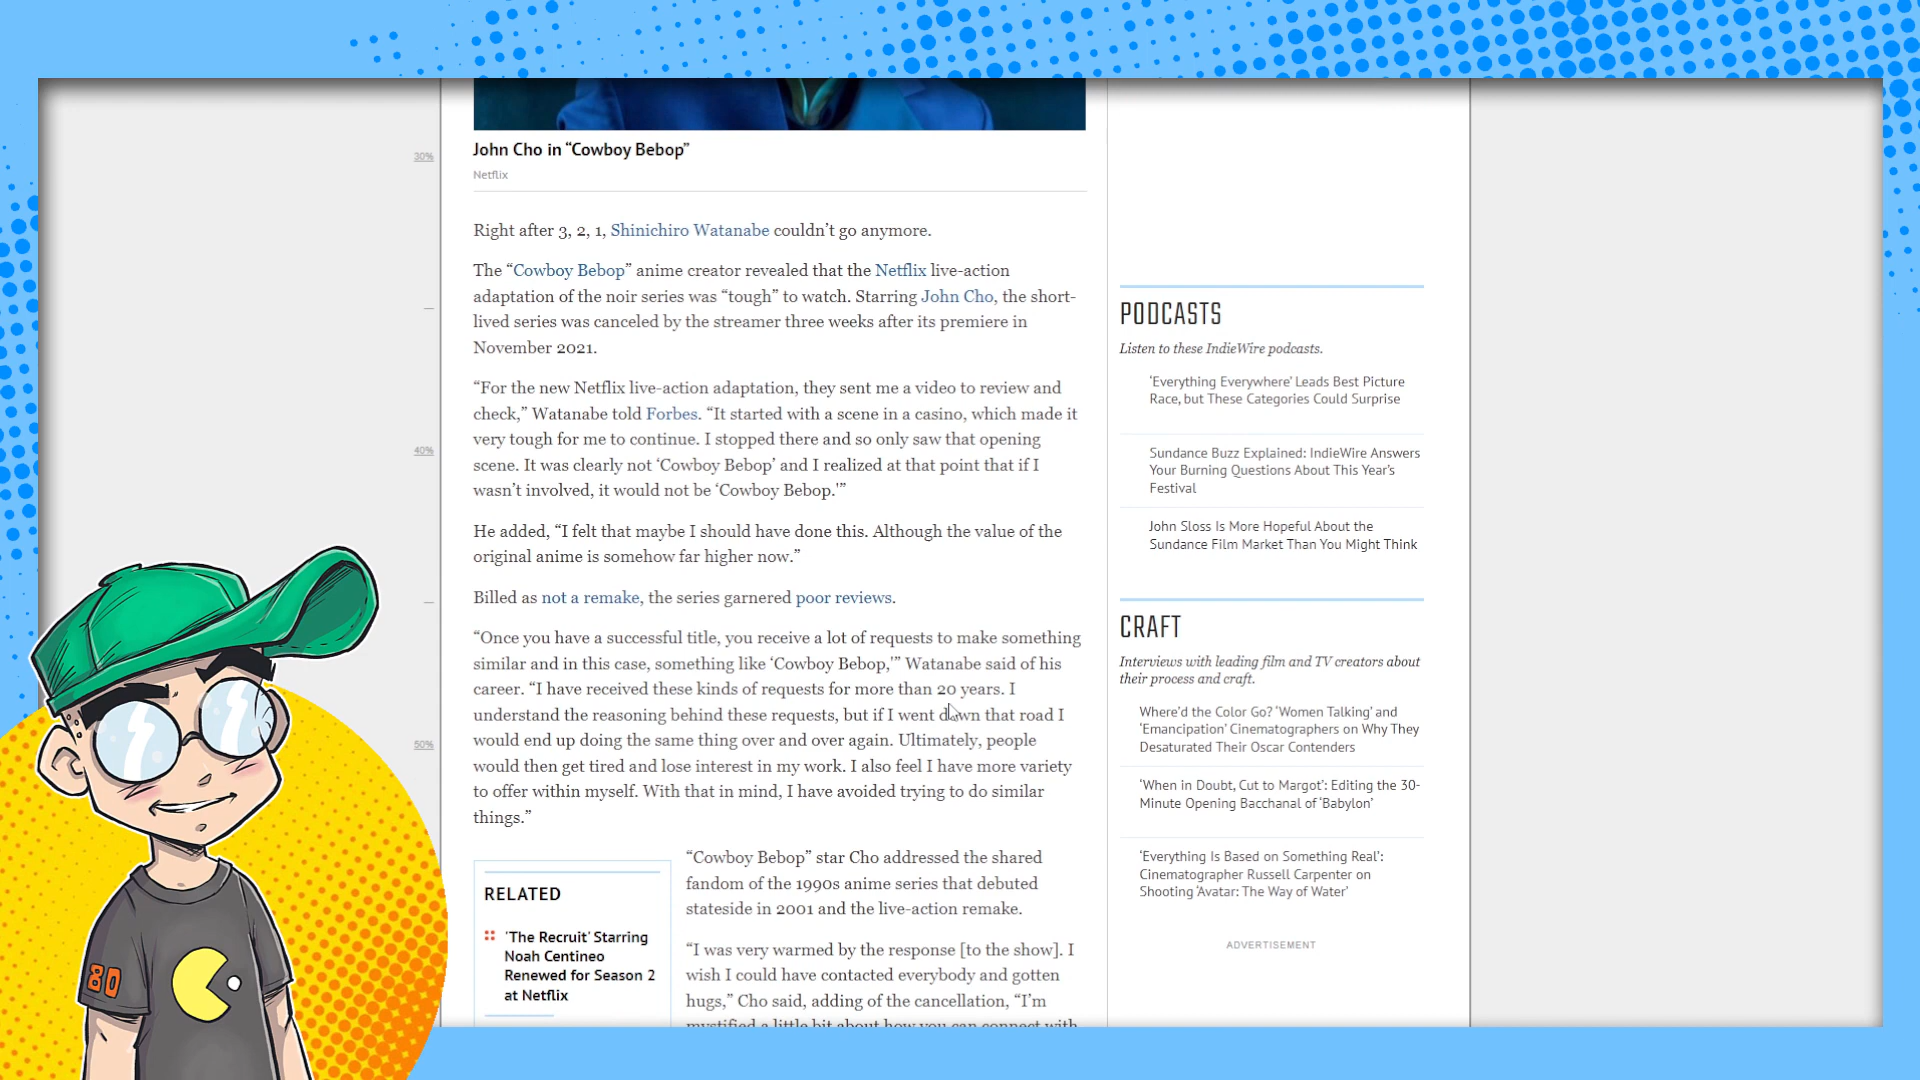 John Cho in “Cowboy Bebop”
Netflix
30%
40%
50%
Right after 3, 2, 1, Shinichiro Watanabe couldn’t go anymore.
The “Cowboy Bebop” anime creator revealed that the Netflix live-action
adaptation of the noir series was “tough” to watch. Starring John Cho, the short-
lived series was canceled by the streamer three weeks after its premiere in
November 2021.
“For the new Netflix live-action adaptation, they sent me a video to review and
check,” Watanabe told Forbes. “It started with a scene in a casino, which made it
very tough for me to continue. I stopped there and so only saw that opening
scene. It was clearly not ‘Cowboy Bebop’ and I realized at that point that if I
wasn’t involved, it would not be ‘Cowboy Bebop.'”
He added, “I felt that maybe I should have done this. Although the value of the
original anime is somehow far higher now.”
Billed as not a remake, the series garnered poor reviews.
“Once you have a successful title, you receive a lot of requests to make something
similar and in this case, something like ‘Cowboy Bebop,'” Watanabe said of his
career. “I have received these kinds of requests for more than 20 years. I
understand the reasoning behind these requests, but if I went down that road I
would end up doing the same thing over and over again. Ultimately, people
would then get tired and lose interest in my work. I also feel I have more variety
to offer within myself. With that in mind, I have avoided trying to do similar
things.”
RELATED
'The Recruit' Starring
Noah Centineo
Renewed for Season 2
at Netflix
“Cowboy Bebop” star Cho addressed the shared
fandom of the 1990s anime series that debuted
stateside in 2001 and the live-action remake.
“I was very warmed by the response [to the show]. I
wish I could have contacted everybody and gotten
hugs,” Cho said, adding of the cancellation, “I’m
mystified a little bit about how you can connect with
PODCASTS
Listen to these IndieWire podcasts.
‘Everything Everywhere’ Leads Best Picture
Race, but These Categories Could Surprise
Sundance Buzz Explained: IndieWire Answers
Your Burning Questions About This Year’s
Festival
John Sloss Is More Hopeful About the
Sundance Film Market Than You Might Think
CRAFT
Interviews with leading film and TV creators about
their process and craft.
Where’d the Color Go? ‘Women Talking’ and
‘Emancipation’ Cinematographers on Why They
Desaturated Their Oscar Contenders
‘When in Doubt, Cut to Margot’: Editing the 30-
Minute Opening Bacchanal of ‘Babylon’
‘Everything Is Based on Something Real’:
Cinematographer Russell Carpenter on
Shooting ‘Avatar: The Way of Water’
ADVERTISEMENT
80